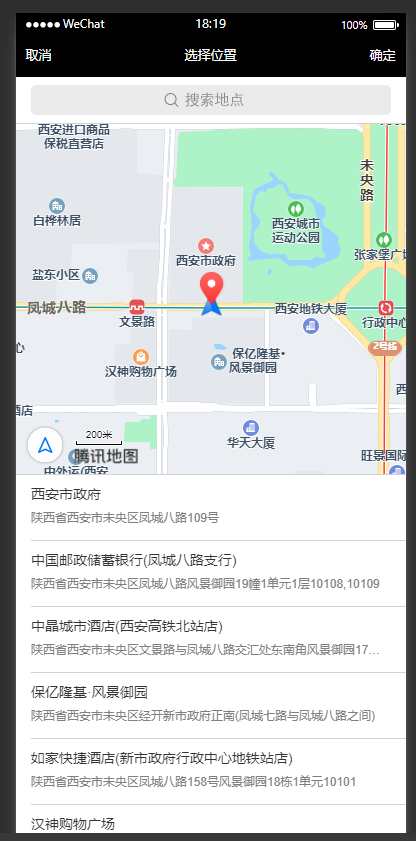 WeChat 18:19 100%
取消 选择位置 确定
搜索地点
西安进口商品
保税直营店
未央路
白桦林居
西安城市
运动公园
西安市政府
张家堡广场
盐东小区
凤城八路
文景路
西安地铁大厦
行政中心
2号线
保亿隆基·
风景御园
汉神购物广场
酒店
华天大厦
200米
腾讯地图
中外运(西安
旺景国际
西安市政府
陕西省西安市未央区凤城八路109号
中国邮政储蓄银行(凤城八路支行)
陕西省西安市未央区凤城八路风景御园19幢1单元1层10108,10109
中晶城市酒店(西安高铁北站店)
陕西省西安市未央区文景路与凤城八路交汇处东南角风景御园17...
保亿隆基·风景御园
陕西省西安市未央区经开新市政府正南(凤城七路与凤城八路之间)
如家快捷酒店(新市政府行政中心地铁站店)
陕西省西安市未央区凤城八路158号风景御园18栋1单元10101
汉神购物广场